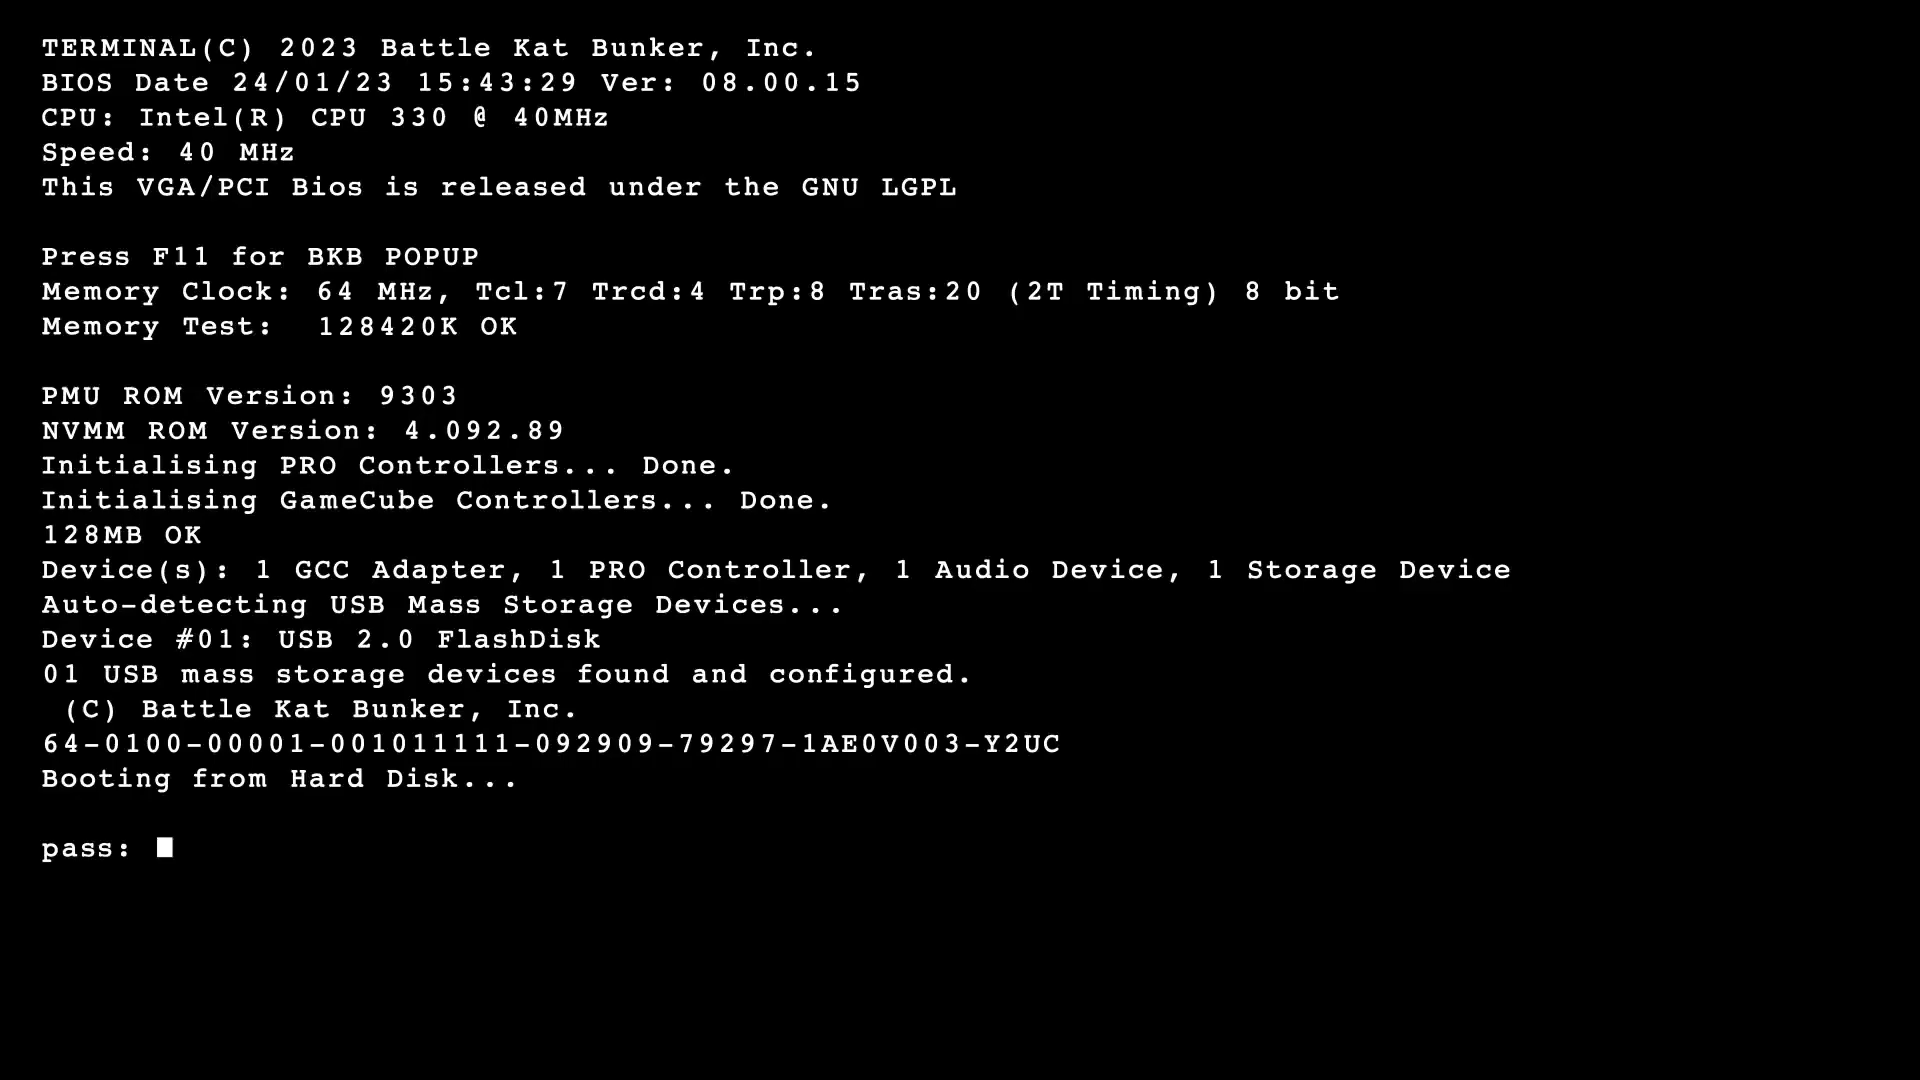 TERMINAL(C) 2023 Battle Kat Bunker, Inc.
BIOS Date 24/01/23 15:43:29 Ver: 08.00.15
CPU: Intel(R) CPU 330 @ 40MHz
Speed: 40 MHz
This VGA/PCI Bios is released under the GNU LGPL
Press F11 for BKB POPUP
Memory Clock: 64 MHz, Tcl:7 Trcd:4 Trp:8 Tras:20 (2T Timing) 8 bit
Memory Test:  128420K OK
PMU ROM Version: 9303
NVMM ROM Version: 4.092.89
Initialising PRO Controllers... Done.
Initialising GameCube Controllers... Done.
128MB OK
Device(s): 1 GCC Adapter, 1 PRO Controller, 1 Audio Device, 1 Storage Device
Auto-detecting USB Mass Storage Devices...
Device #01: USB 2.0 FlashDisk
01 USB mass storage devices found and configured.
(C) Battle Kat Bunker, Inc.
64-0100-00001-001011111-092909-79297-1AE0V003-Y2UC
Booting from Hard Disk...
pass: